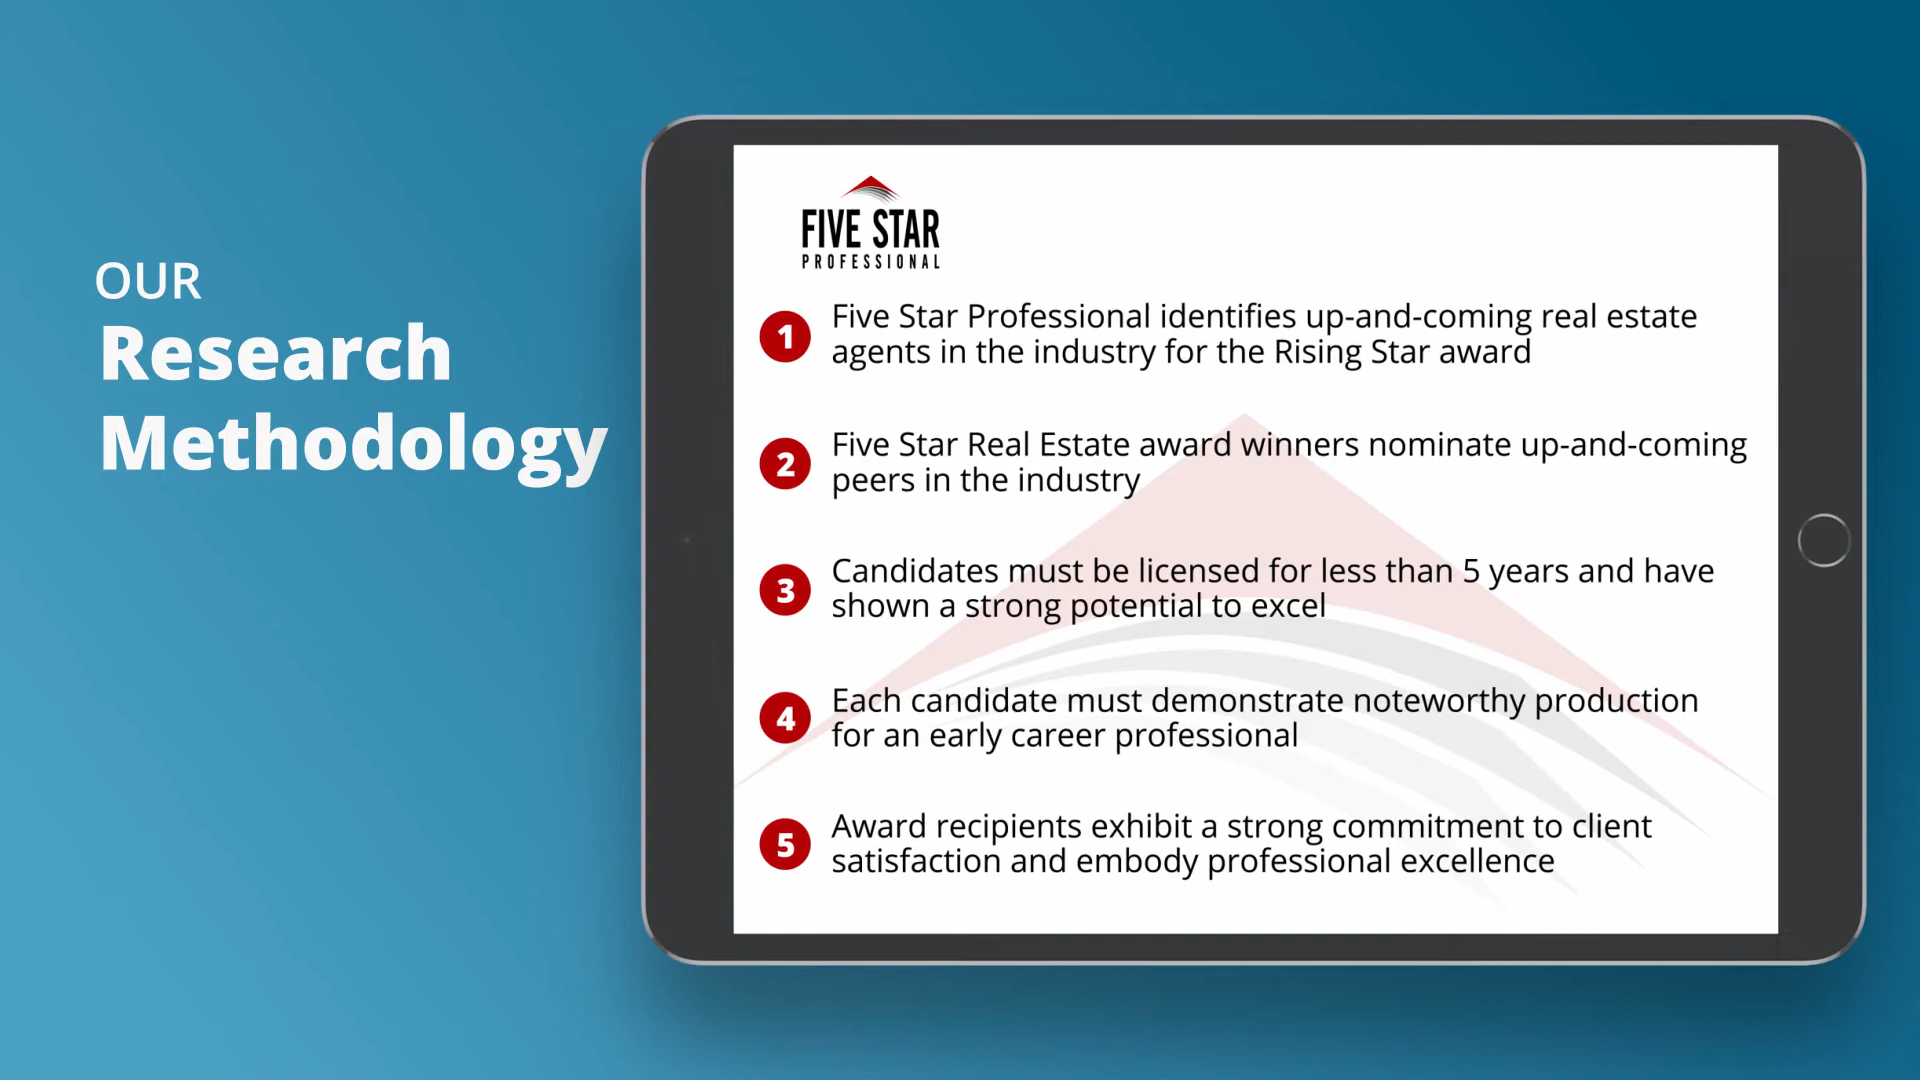 OUR
Research
Methodology
FIVE STAR
PROFESSIONAL
1 Five Star Professional identifies up-and-coming real estate
agents in the industry for the Rising Star award
2 Five Star Real Estate award winners nominate up-and-coming
peers in the industry
3 Candidates must be licensed for less than 5 years and have
shown a strong potential to excel
4 Each candidate must demonstrate noteworthy production
for an early career professional
5 Award recipients exhibit a strong commitment to client
satisfaction and embody professional excellence